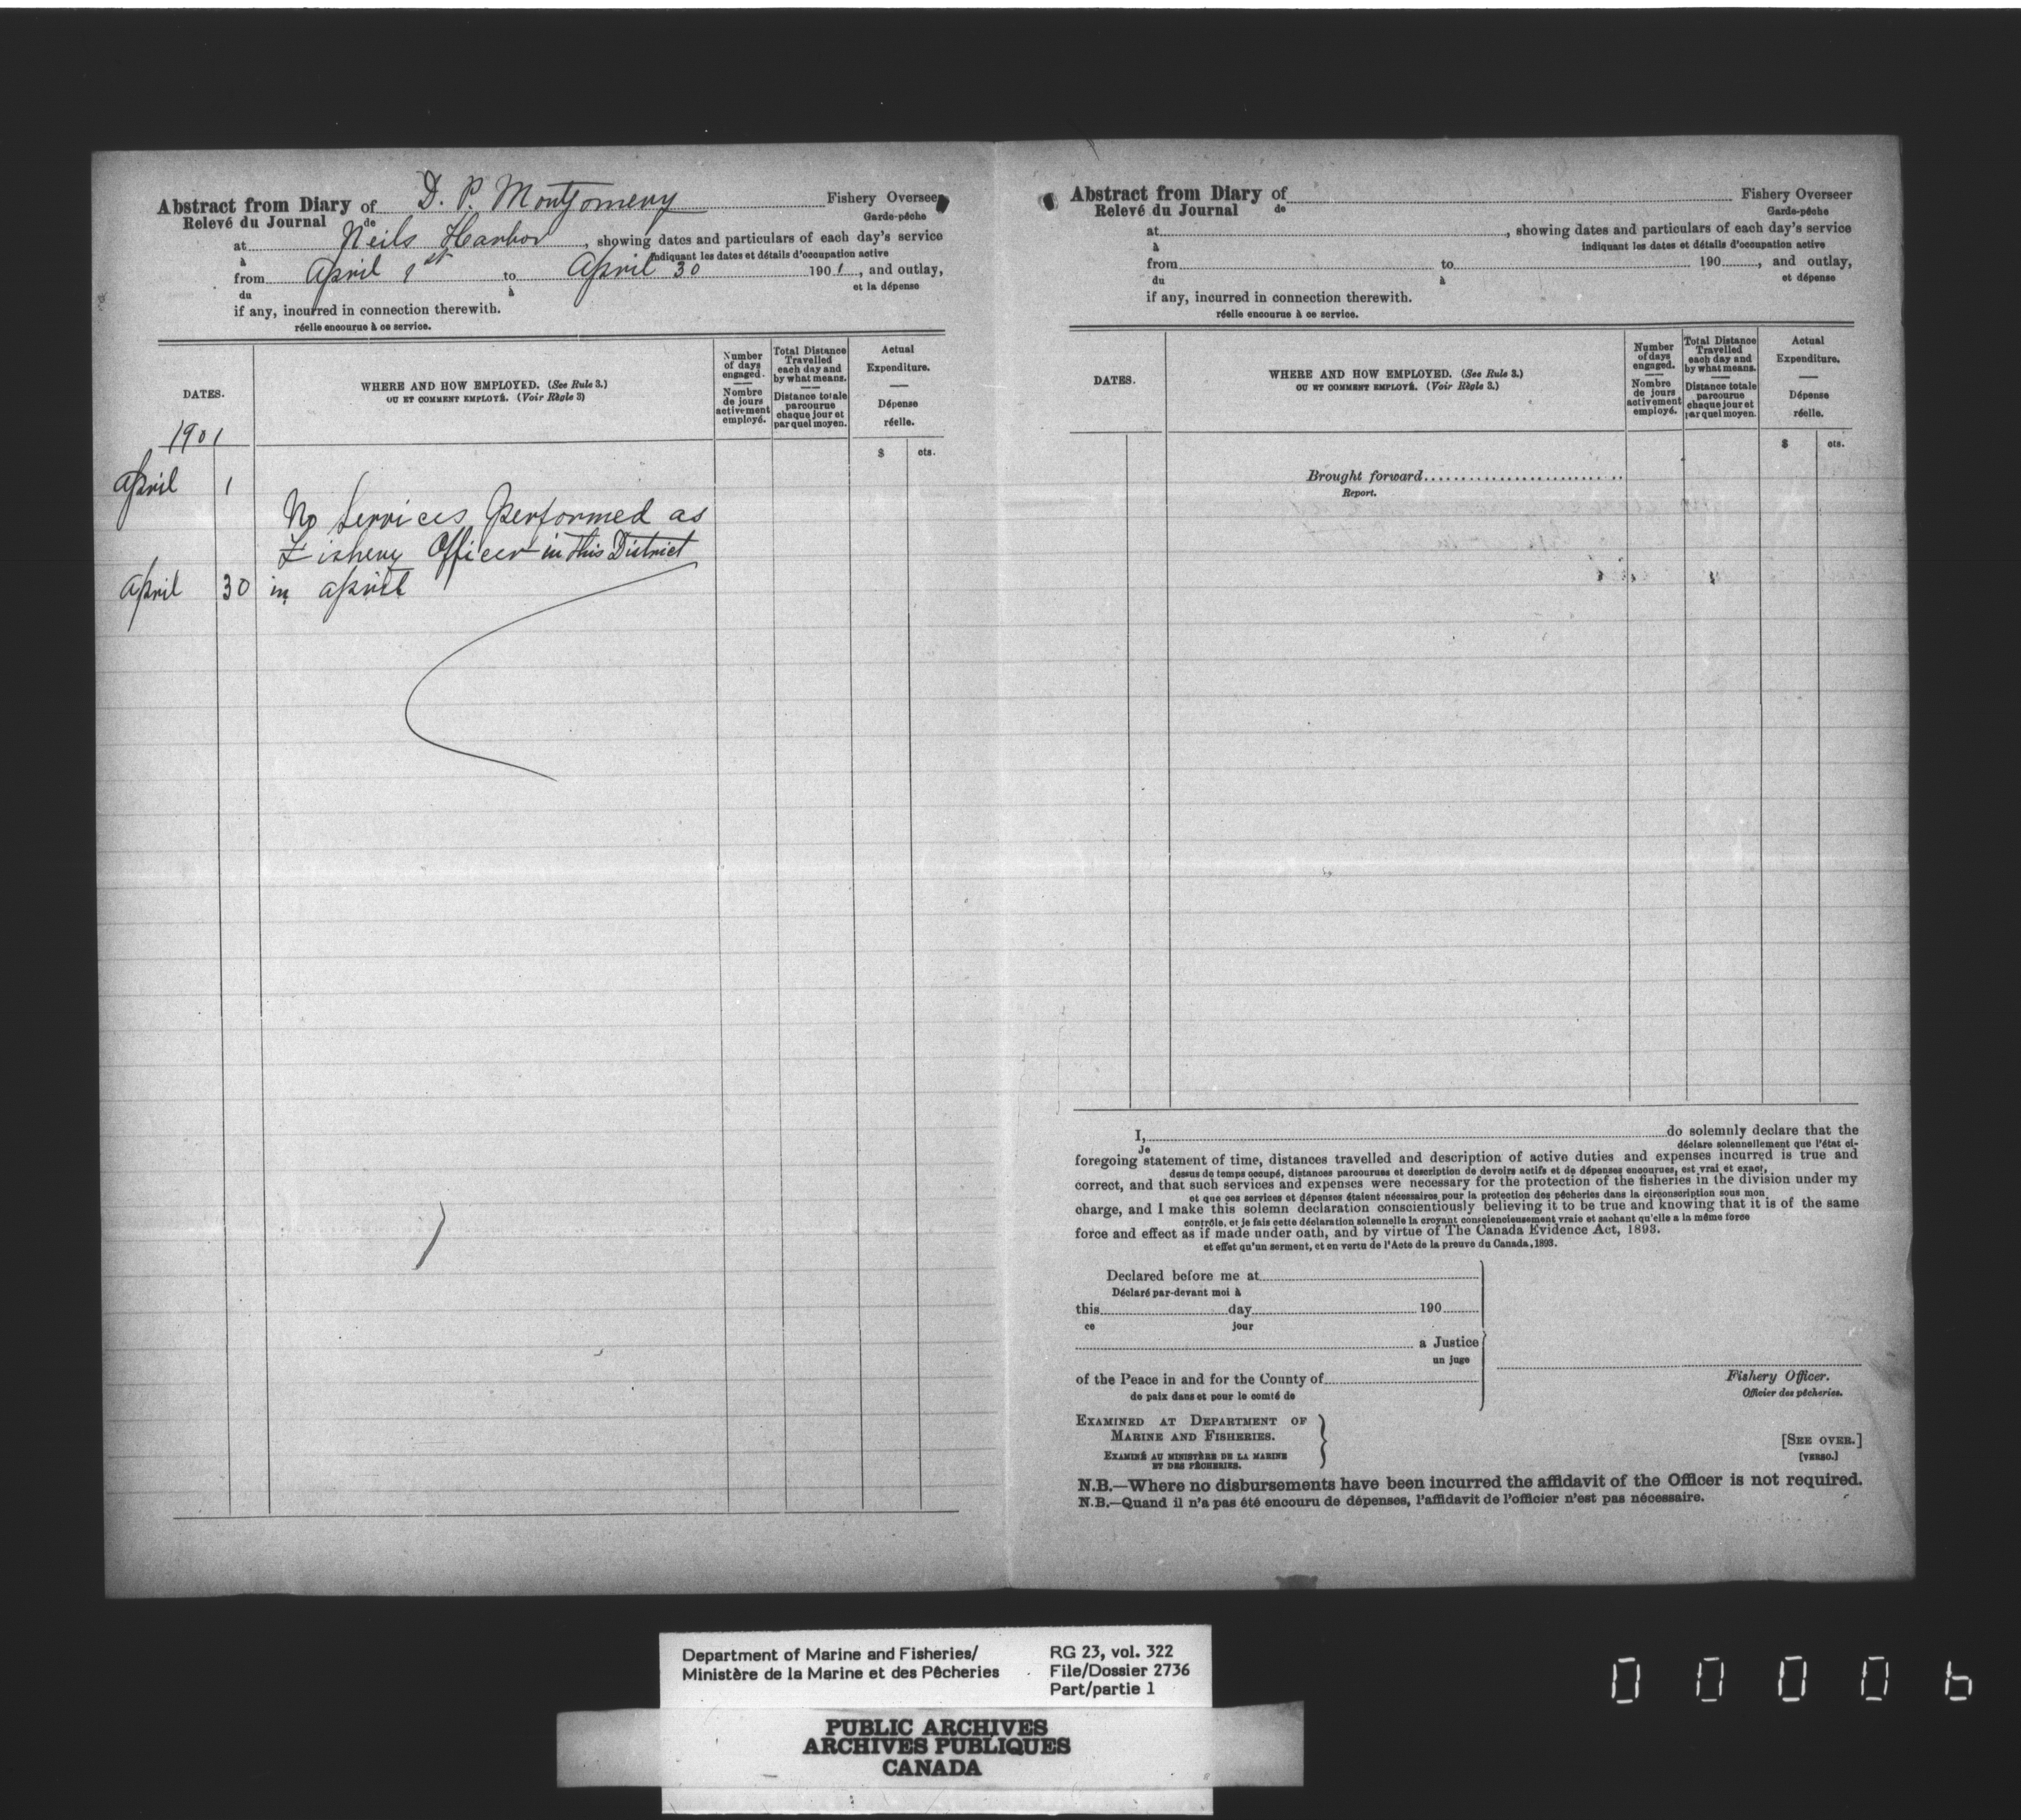 Abstract from Diary of D. P. Montgomery Fishery Overseer
Relevé du Journal de Garde-pêche
at Neils Harbor, showing dates and particulars of each day's service
à indiquant les dates et détails d'occupation active
from April 1st to April 30 1901, and outlay,
du à et la dépense
if any, incurred in connection therewith.
réelle encourue à ce service.
DATES.
WHERE AND HOW EMPLOYED. (See Rule 3.)
OU ET COMMENT EMPLOYÉ. (Voir Règle 3)
Number of days engaged.
Nombre de jours activement employé.
Total Distance Travelled each day and by what means.
Distance totale parcourue chaque jour et par quel moyen.
Actual Expenditure.
Dépense réelle.
1901
$ cts.
April 1
No Services Performed as
Fishery Officer in this District
April 30 in April
Abstract from Diary of Fishery Overseer
Relevé du Journal de Garde-pêche
at, showing dates and particulars of each day's service
à indiquant les dates et détails d'occupation active
from to 190, and outlay,
du à et dépense
if any, incurred in connection therewith.
réelle encourue à ce service.
DATES.
WHERE AND HOW EMPLOYED. (See Rule 3.)
OU ET COMMENT EMPLOYÉ. (Voir Règle 3.)
Number of days engaged.
Nombre de jours activement employé.
Total Distance Travelled each day and by what means.
Distance totale parcourue chaque jour et par quel moyen.
Actual Expenditure.
Dépense réelle.
$ cts.
Brought forward
Report.
I, do solemnly declare that the
Je déclare solennellement que l'état ci-
foregoing statement of time, distances travelled and description of active duties and expenses incurred is true and
dessus de temps occupé, distances parcourues et description de devoirs actifs et de dépenses encourues, est vrai et exact,
correct, and that such services and expenses were necessary for the protection of the fisheries in the division under my
et que ces services et dépenses étaient nécessaires pour la protection des pêcheries dans la circonscription sous mon
charge, and I make this solemn declaration conscientiously believing it to be true and knowing that it is of the same
contrôle, et je fais cette déclaration solennelle la croyant consciencieusement vraie et sachant qu'elle a la même force
force and effect as if made under oath, and by virtue of The Canada Evidence Act, 1893.
et effet qu'un serment, et en vertu de l'Acte de la preuve du Canada, 1893.
Declared before me at
Déclaré par-devant moi à
this day 190
ce jour
a Justice
un juge
of the Peace in and for the County of
de paix dans et pour le comté de
Fishery Officer.
Officier des pêcheries.
EXAMINED AT DEPARTMENT OF
MARINE AND FISHERIES.
EXAMINÉ AU MINISTÈRE DE LA MARINE
ET DES PÊCHERIES.
[SEE OVER.]
[VERSO.]
N.B.—Where no disbursements have been incurred the affidavit of the Officer is not required.
N.B.—Quand il n'a pas été encouru de dépenses, l'affidavit de l'officier n'est pas nécessaire.
Department of Marine and Fisheries/ RG 23, vol. 322
Ministère de la Marine et des Pêcheries File/Dossier 2736
Part/partie 1
PUBLIC ARCHIVES
ARCHIVES PUBLIQUES
CANADA
00006